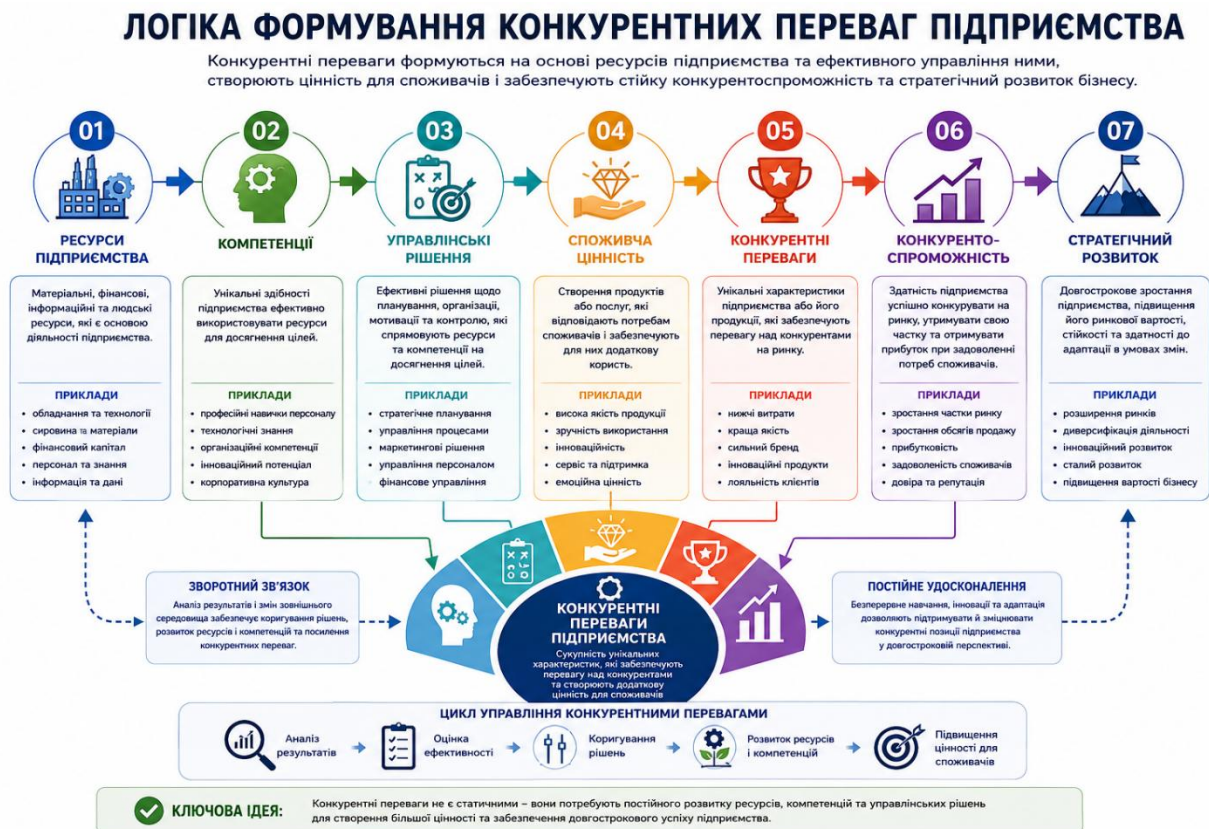 ЛОГІКА ФОРМУВАННЯ КОНКУРЕНТНИХ ПЕРЕВАГ ПІДПРИЄМСТВА
Конкурентні переваги формуються на основі ресурсів підприємства та ефективного управління ними,
створюють цінність для споживачів і забезпечують стійку конкурентоспроможність та стратегічний розвиток бізнесу.
01
РЕСУРСИ
ПІДПРИЄМСТВА
Матеріальні, фінансові,
інформаційні та людські
ресурси, які є основою
діяльності підприємства.
ПРИКЛАДИ
• обладнання та технології
• сировина та матеріали
• фінансовий капітал
• персонал та знання
• інформація та дані
02
КОМПЕТЕНЦІЇ
Унікальні здібності
підприємства ефективно
використовувати ресурси
для досягнення цілей.
ПРИКЛАДИ
• професійні навички персоналу
• технологічні знання
• організаційні компетенції
• інноваційний потенціал
• корпоративна культура
03
УПРАВЛІНСЬКІ
РІШЕННЯ
Ефективні рішення щодо
планування, організації,
мотивації та контролю, які
спрямовують ресурси
та компетенції на
досягнення цілей.
ПРИКЛАДИ
• стратегічне планування
• управління процесами
• маркетингові рішення
• управління персоналом
• фінансове управління
04
СПОЖИВЧА
ЦІННІСТЬ
Створення продуктів
або послуг, які
відповідають потребам
споживачів і забезпечують
для них додаткову
користь.
ПРИКЛАДИ
• висока якість продукції
• зручність використання
• інноваційність
• сервіс та підтримка
• емоційна цінність
05
КОНКУРЕНТНІ
ПЕРЕВАГИ
Унікальні характеристики
підприємства або його
продукції, які забезпечують
перевагу над конкурентами
на ринку.
ПРИКЛАДИ
• нижчі витрати
• краща якість
• сильний бренд
• інноваційні продукти
• лояльність клієнтів
06
КОНКУРЕНТО-
СПРОМОЖНІСТЬ
Здатність підприємства
успішно конкурувати на
ринку, утримувати свою
частку та отримувати
прибуток при задоволенні
потреб споживачів.
ПРИКЛАДИ
• зростання частки ринку
• зростання обсягів продажу
• прибутковість
• задоволеність споживачів
• довіра та репутація
07
СТРАТЕГІЧНИЙ
РОЗВИТОК
Довгострокове зростання
підприємства, підвищення
його ринкової вартості,
стійкості та здатності до
адаптації в умовах змін.
ПРИКЛАДИ
• розширення ринків
• диверсифікація діяльності
• інноваційний розвиток
• сталий розвиток
• підвищення вартості бізнесу
ЗВОРОТНИЙ ЗВ'ЯЗОК
Аналіз результатів і змін зовнішнього
середовища забезпечує коригування рішень,
розвиток ресурсів і компетенцій та посилення
конкурентних переваг.
КОНКУРЕНТНІ
ПЕРЕВАГИ
ПІДПРИЄМСТВА
Сукупність унікальних
характеристик, які забезпечують
перевагу над конкурентами
та створюють додаткову
цінність для споживачів
ПОСТІЙНЕ УДОСКОНАЛЕННЯ
Безперервне навчання, інновації та адаптація
дозволяють підтримувати й зміцнювати
конкурентні позиції підприємства
у довгостроковій перспективі.
ЦИКЛ УПРАВЛІННЯ КОНКУРЕНТНИМИ ПЕРЕВАГАМИ
Аналіз
результатів
Оцінка
ефективності
Коригування
рішень
Розвиток ресурсів
і компетенцій
Підвищення
цінності для
споживачів
КЛЮЧОВА ІДЕЯ:
Конкурентні переваги не є статичними – вони потребують постійного розвитку ресурсів, компетенцій та управлінських рішень
для створення більшої цінності та забезпечення довгострокового успіху підприємства.